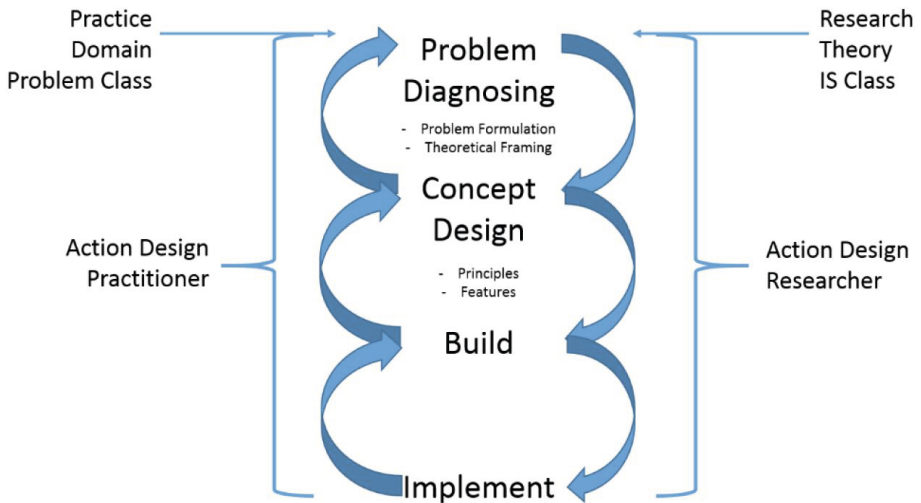 Practice
Domain
Problem Class
Problem
Diagnosing
- Problem Formulation
- Theoretical Framing
Research
Theory
IS Class
Concept
Design
- Principles
- Features
Action Design
Practitioner
Action Design
Researcher
Build
Implement